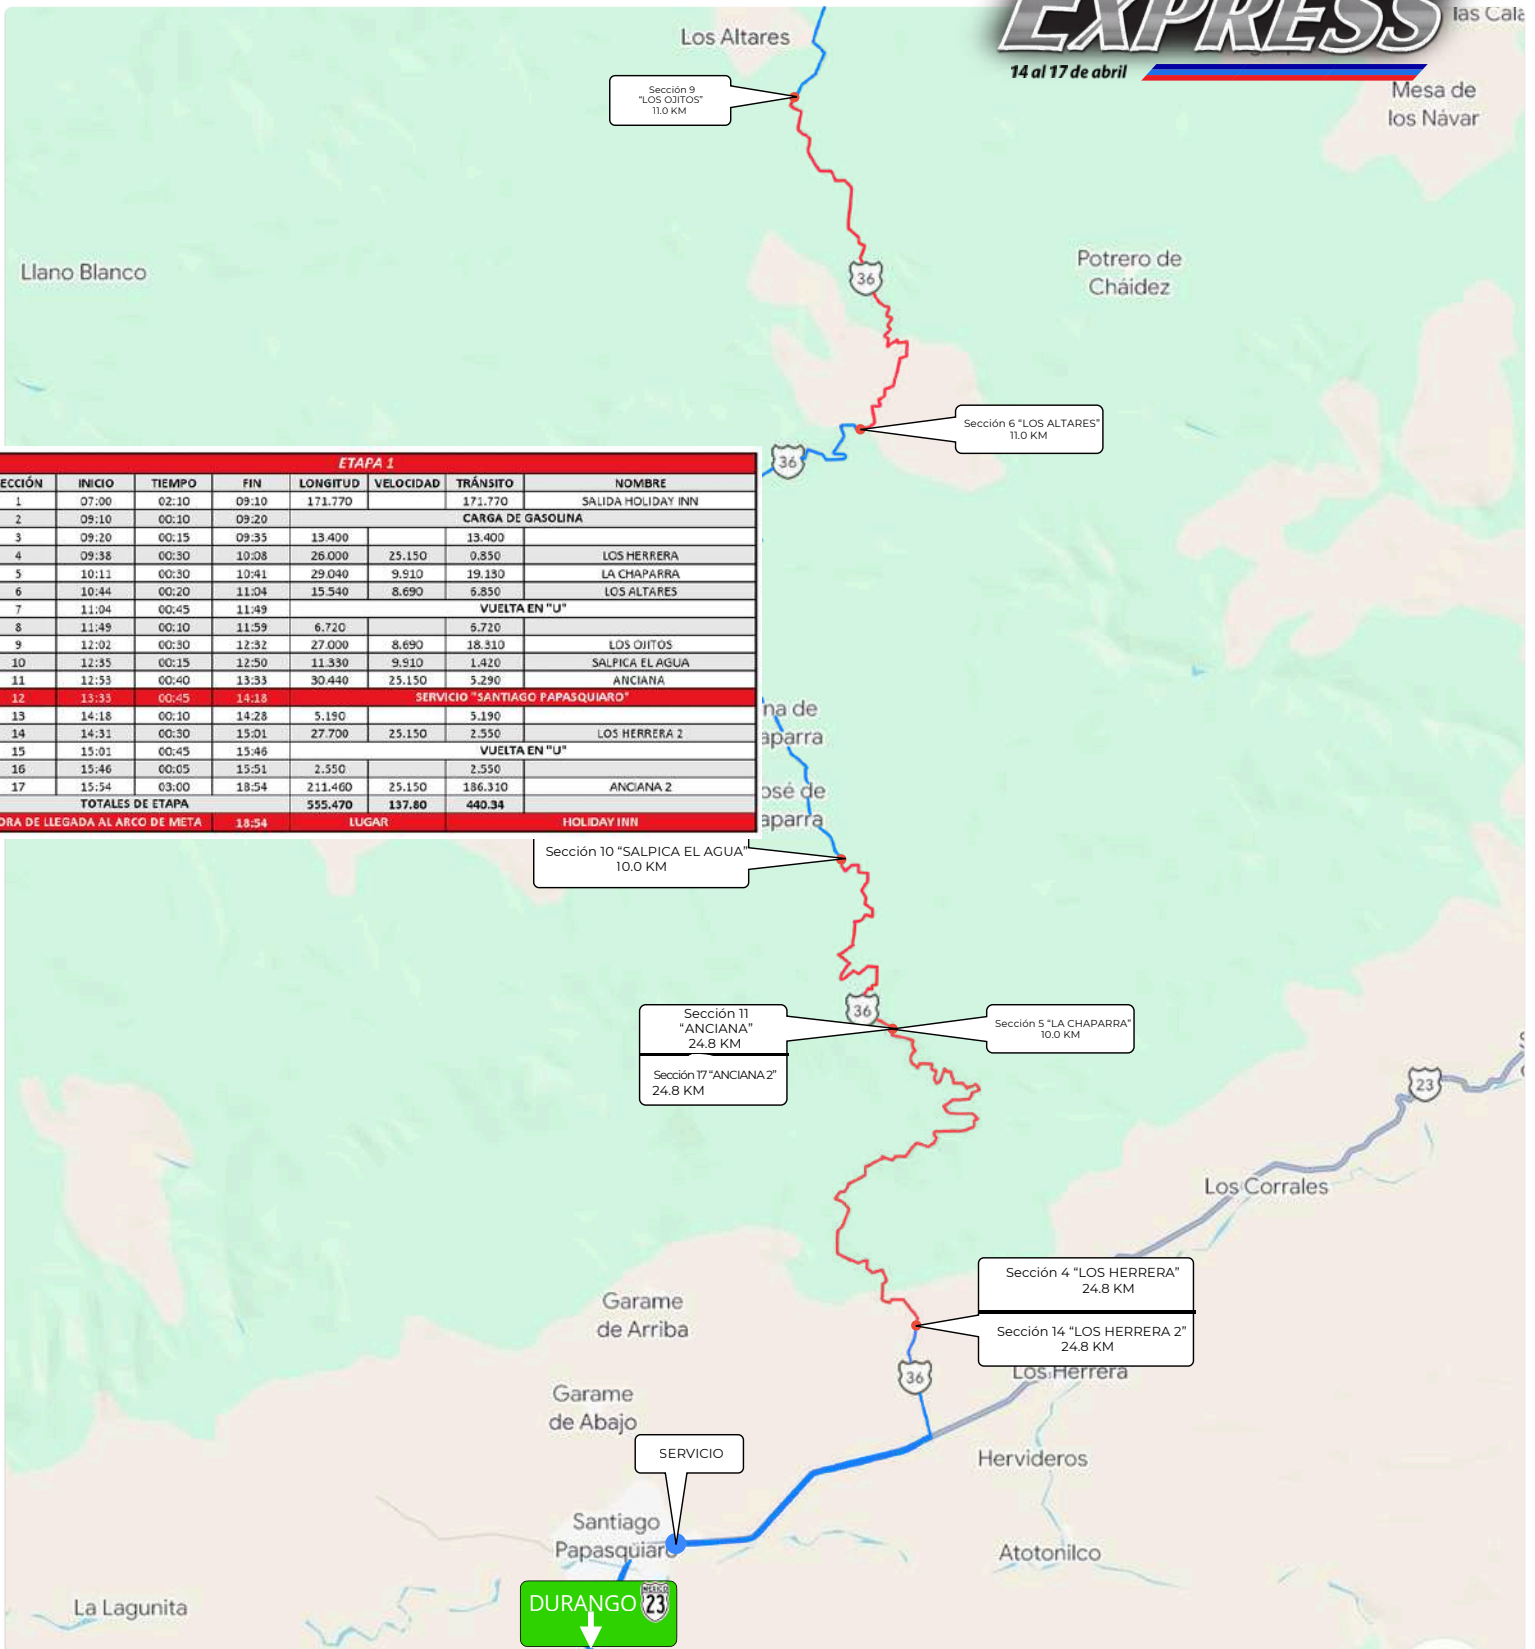 EXPRESS
14 al 17 de abril
las Cala
Los Altares
Sección 9
"LOS OJITOS"
11.0 KM
Mesa de
los Návar
Llano Blanco
Potrero de
Cháidez
36
Sección 6 "LOS ALTARES"
11.0 KM
36
ETAPA 1
ECCIÓN INICIO TIEMPO FIN LONGITUD VELOCIDAD TRÁNSITO NOMBRE
1 07:00 02:10 09:10 171.770 171.770 SALIDA HOLIDAY INN
2 09:10 00:10 09:20 CARGA DE GASOLINA
3 09:20 00:15 09:35 13.400 13.400
4 09:38 00:30 10:08 26.000 25.150 0.850 LOS HERRERA
5 10:11 00:30 10:41 29.040 9.910 19.130 LA CHAPARRA
6 10:44 00:20 11:04 15.540 8.690 6.850 LOS ALTARES
7 11:04 00:45 11:49 VUELTA EN "U"
8 11:49 00:10 11:59 6.720 6.720
9 12:02 00:30 12:32 27.000 8.690 18.310 LOS OJITOS
10 12:35 00:15 12:50 11.330 9.910 1.420 SALPICA EL AGUA
11 12:53 00:40 13:33 30.440 25.150 5.290 ANCIANA
12 13:33 00:45 14:18 SERVICIO "SANTIAGO PAPASQUIARO"
13 14:18 00:10 14:28 5.190 5.190
14 14:31 00:30 15:01 27.700 25.150 2.550 LOS HERRERA 2
15 15:01 00:45 15:46 VUELTA EN "U"
16 15:46 00:05 15:51 2.550 2.550
17 15:54 03:00 18:54 211.460 25.150 186.310 ANCIANA 2
TOTALES DE ETAPA 555.470 137.80 440.34
ORA DE LLEGADA AL ARCO DE META 18:54 LUGAR HOLIDAY INN
na de
aparra
osé de
aparra
Sección 10 "SALPICA EL AGUA"
10.0 KM
36
Sección 11
"ANCIANA"
24.8 KM
Sección 17 "ANCIANA 2"
24.8 KM
Sección 5 "LA CHAPARRA"
10.0 KM
23
Los Corrales
Sección 4 "LOS HERRERA"
24.8 KM
Sección 14 "LOS HERRERA 2"
24.8 KM
Los Herrera
Garame
de Arriba
36
Garame
de Abajo
SERVICIO
Hervideros
Santiago
Papasquiaro
Atotonilco
La Lagunita
DURANGO
MEXICO
23